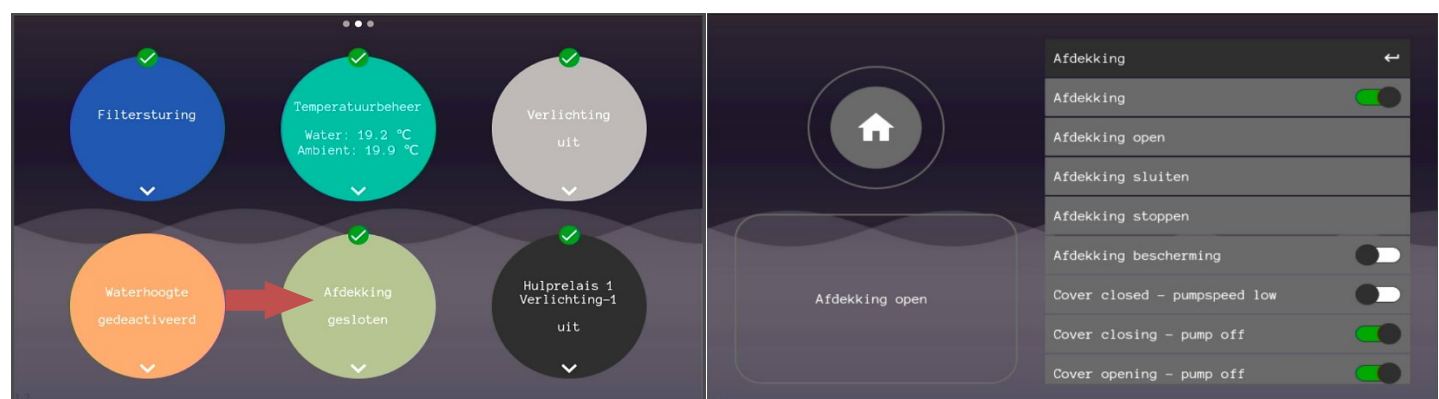 Filtersturing
Temperatuurbeheer
Water: 19.2 °C
Ambient: 19.9 °C
Verlichting
uit
Waterhoogte
gedeactiveerd
Afdekking
gesloten
Hulprelais 1
Verlichting-1
uit
Afdekking open
Afdekking
Afdekking
Afdekking open
Afdekking sluiten
Afdekking stoppen
Afdekking bescherming
Cover closed - pumpspeed low
Cover closing - pump off
Cover opening - pump off